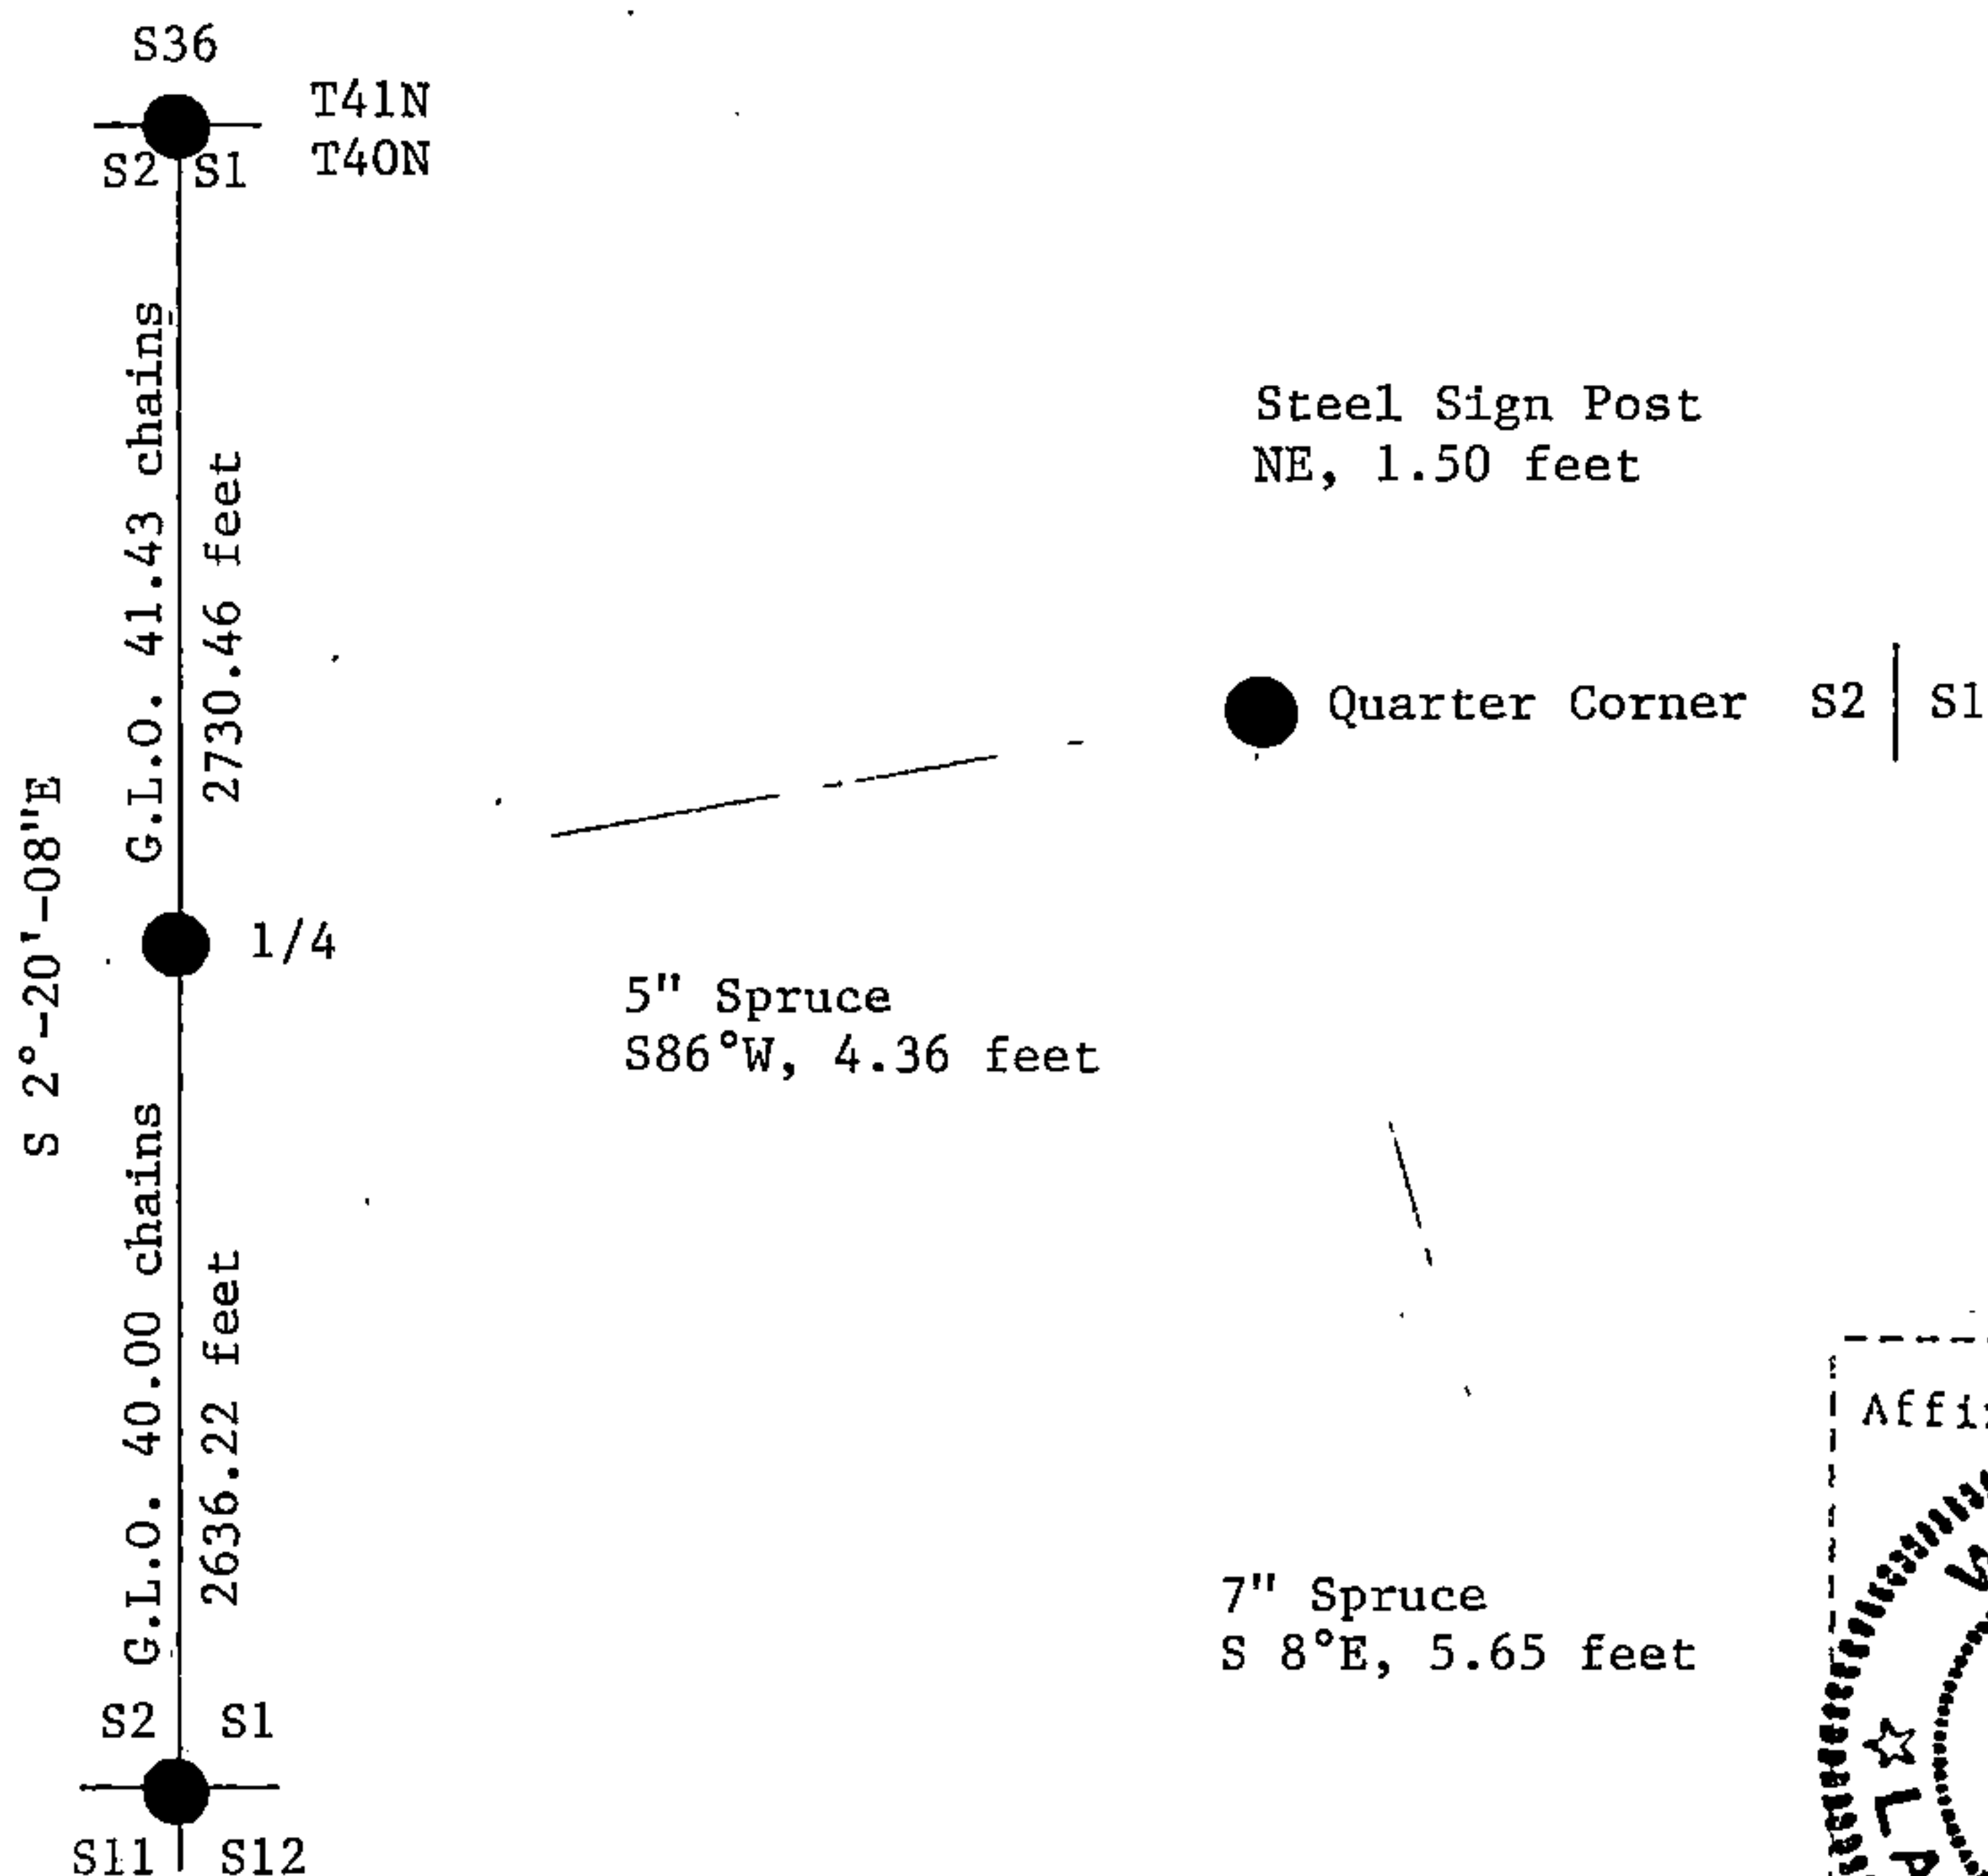 S36
T41N
S2 S1 T40N
G.L.O. 41.43 chains
2730.46 feet
S 2°-20'-08"E
1/4
G.L.O. 40.00 chains
2636.22 feet
S2 S1
S11 S12
Steel Sign Post
NE, 1.50 feet
Quarter Corner S2 S1
5" Spruce
S86°W, 4.36 feet
7" Spruce
S 8°E, 5.65 feet